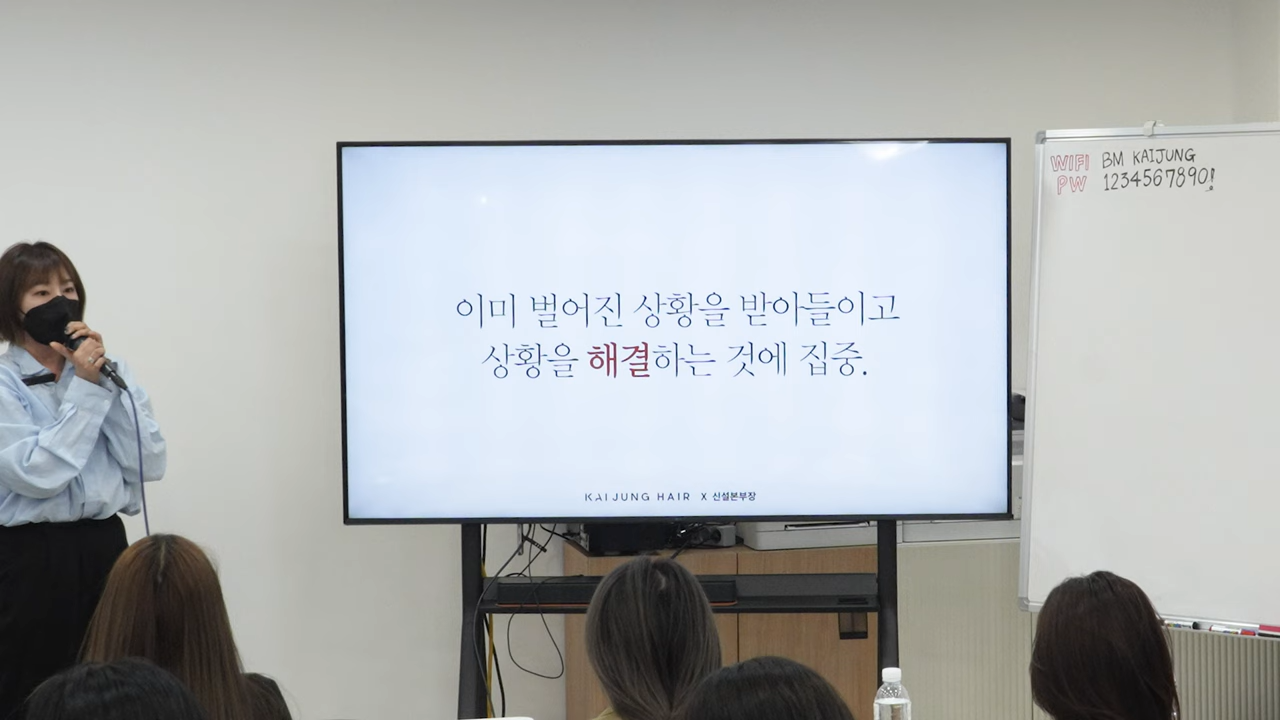 이미 벌어진 상황을 받아들이고
상황을 해결하는 것에 집중.
KAI JUNG HAIR X 신설본부장
WIFI BM KAIJUNG
PW 1234567890!